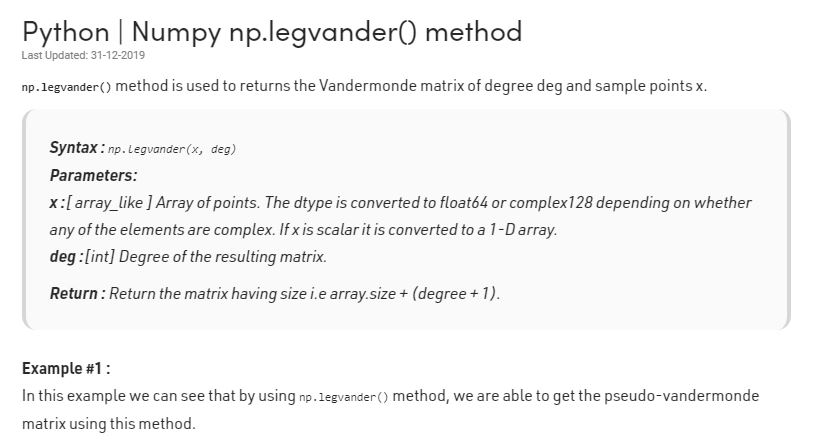 Python | Numpy np.legvander() method
Last Updated: 31-12-2019
np.legvander() method is used to returns the Vandermonde matrix of degree deg and sample points x.
Syntax : np.legvander(x, deg)
Parameters:
x :[ array_like ] Array of points. The dtype is converted to float64 or complex128 depending on whether
any of the elements are complex. If x is scalar it is converted to a 1-D array.
deg :[int] Degree of the resulting matrix.
Return : Return the matrix having size i.e array.size + (degree + 1).
Example #1 :
In this example we can see that by using np.legvander() method, we are able to get the pseudo-vandermonde
matrix using this method.